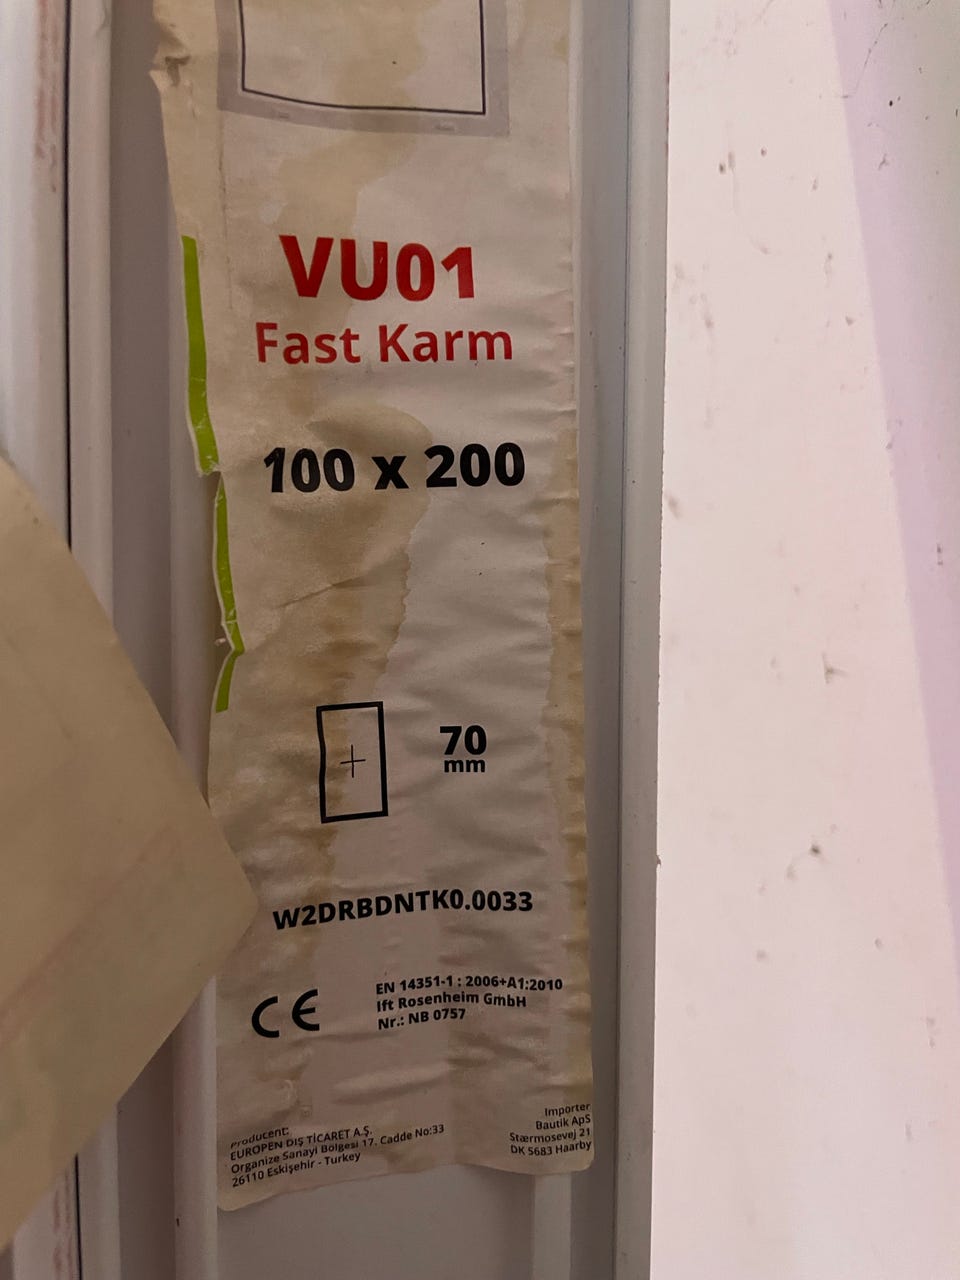 VU01
Fast Karm
100 x 200
70
mm
W2DRBDNTK0.0033
CE
EN 14351-1 : 2006+A1:2010
Ift Rosenheim GmbH
Nr.: NB 0757
Producent:
EUROPEN DIŞ TİCARET A.Ş.
Organize Sanayi Bölgesi 17. Cadde No:33
26110 Eskişehir - Turkey
Importer
Bautik ApS
Stærmosevej 21
DK 5683 Haarby